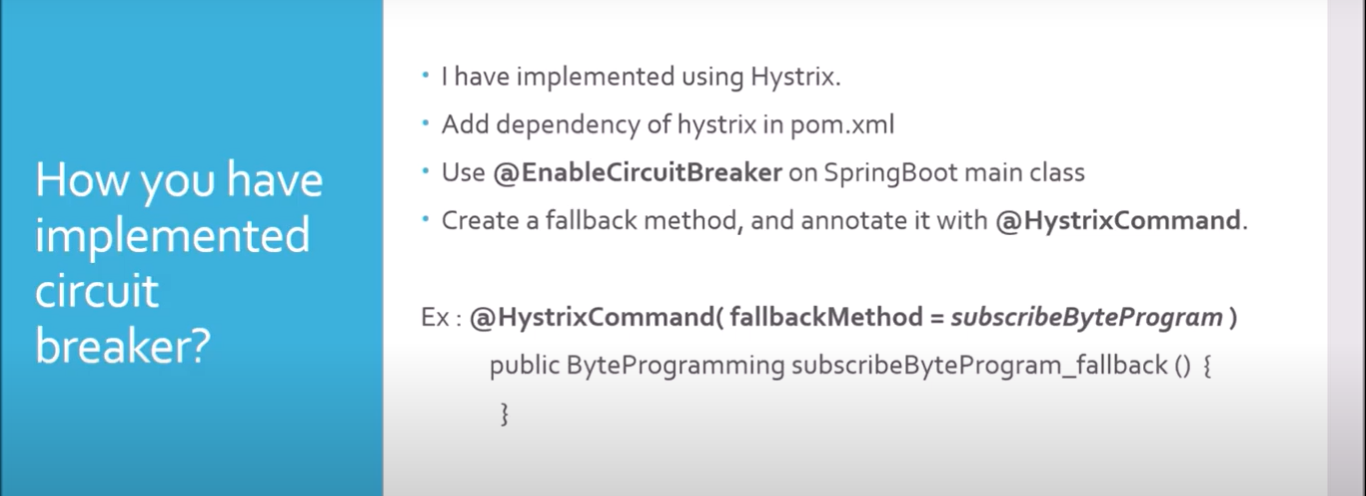 How you have
implemented
circuit
breaker?
• I have implemented using Hystrix.
• Add dependency of hystrix in pom.xml
• Use @EnableCircuitBreaker on SpringBoot main class
• Create a fallback method, and annotate it with @HystrixCommand.
Ex : @HystrixCommand( fallbackMethod = subscribeByteProgram )
public ByteProgramming subscribeByteProgram_fallback () {
}